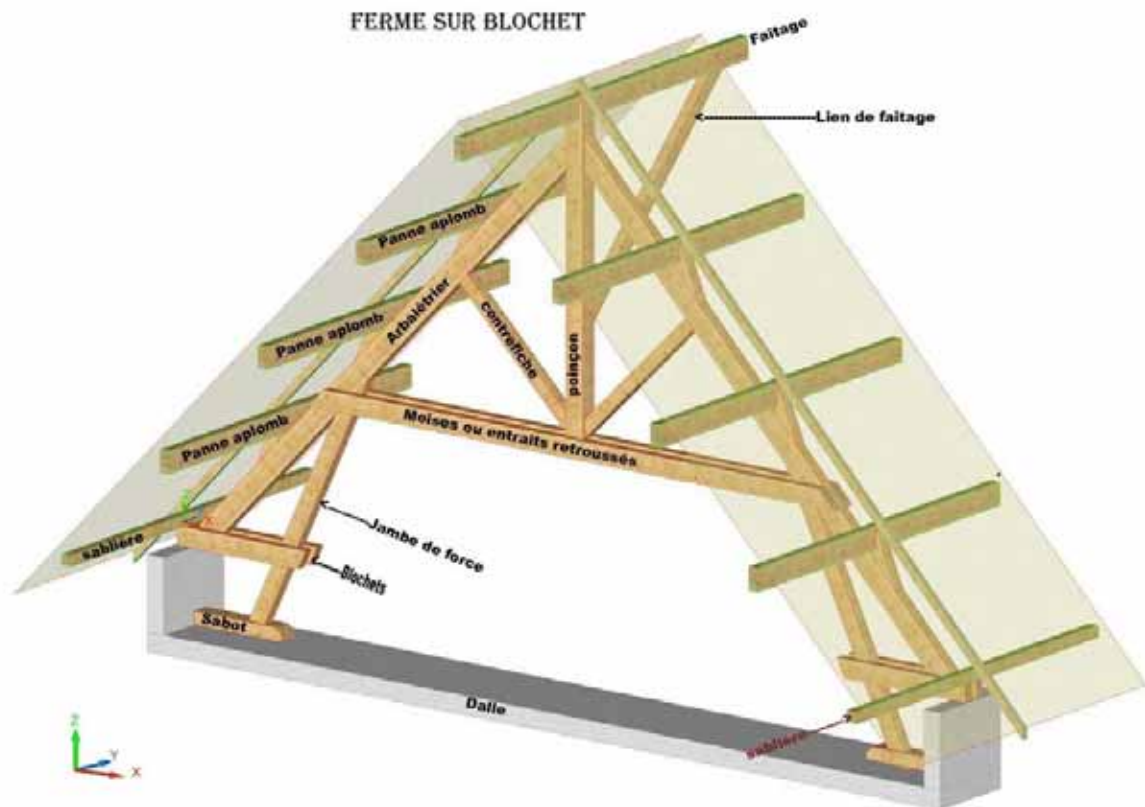 FERME SUR BLOCHET
Faitage
Lien de faitage
Panne aplomb
Panne aplomb
Arbalétrier
contrefiche
poinçon
Panne aplomb
Moises ou entraits retroussés
sablière
Jambe de force
Blochets
Sabot
Dalle
sablière
Z
Y
X